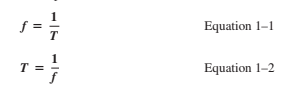 f = 1/T Equation 1–1
T = 1/f Equation 1–2